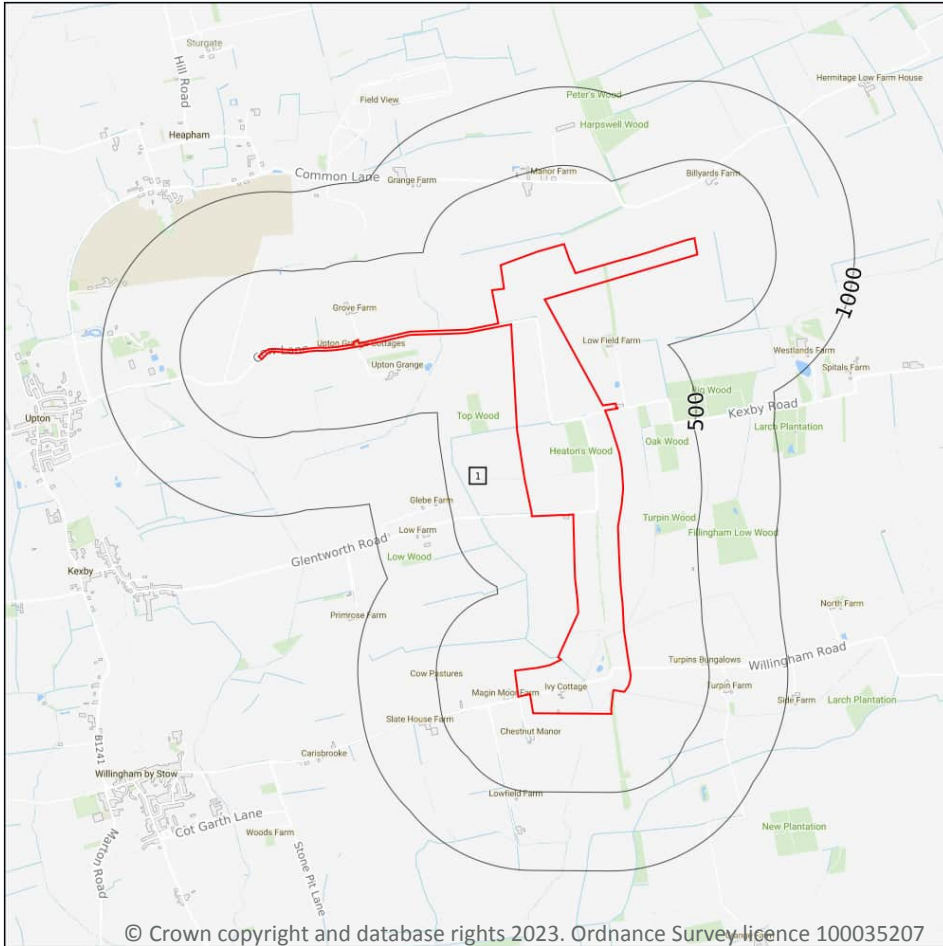 Sturgate
Hill Road
Hermitage Low Farm House
Peter's Wood
Field View
Harpswell Wood
Heapham
Common Lane
Grange Farm
Manor Farm
Billyards Farm
1000
Grove Farm
Upton Grange Cottages
Low Field Farm
Westlands Farm
Upton Grange
Spitals Farm
500
Kexby Road
Upton
Top Wood
Larch Plantation
Oak Wood
Heaton's Wood
1
Glebe Farm
Turpin Wood
Low Farm
Fillingham Low Wood
Glentworth Road
Low Wood
Kexby
North Farm
Primrose Farm
Willingham Road
Turpins Bungalows
Cow Pastures
Ivy Cottage
Turpin Farm
Magin Moor Farm
Side Farm
Larch Plantation
Slate House Farm
Chestnut Manor
B1241
Carisbrooke
Willingham by Stow
Lowfield Farm
Cot Garth Lane
New Plantation
Woods Farm
Marton Road
Stone Pit Lane
© Crown copyright and database rights 2023. Ordnance Survey licence 100035207